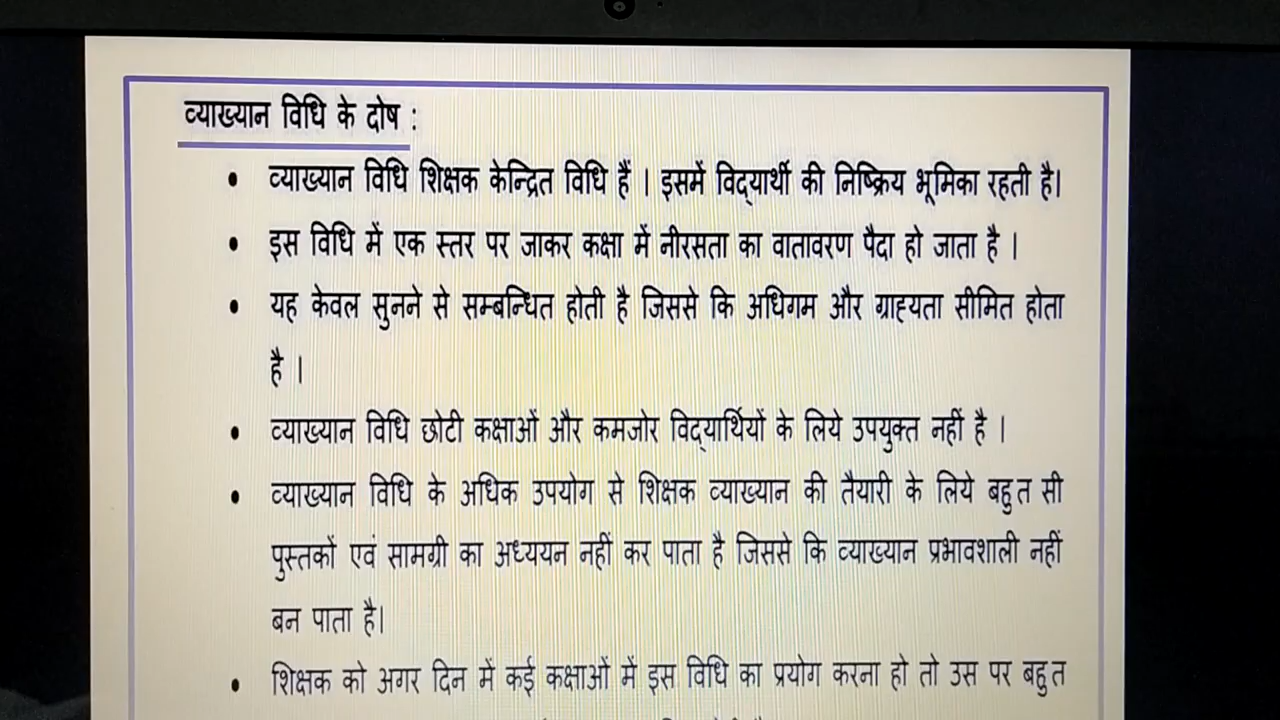 व्याख्यान विधि के दोष :
• व्याख्यान विधि शिक्षक केन्द्रित विधि हैं । इसमें विद्यार्थी की निष्क्रिय भूमिका रहती है।
• इस विधि में एक स्तर पर जाकर कक्षा में नीरसता का वातावरण पैदा हो जाता है ।
• यह केवल सुनने से सम्बन्धित होती है जिससे कि अधिगम और ग्राह्यता सीमित होता
है ।
• व्याख्यान विधि छोटी कक्षाओं और कमजोर विद्यार्थियों के लिये उपयुक्त नहीं है ।
• व्याख्यान विधि के अधिक उपयोग से शिक्षक व्याख्यान की तैयारी के लिये बहुत सी
पुस्तकों एवं सामग्री का अध्ययन नहीं कर पाता है जिससे कि व्याख्यान प्रभावशाली नहीं
बन पाता है।
• शिक्षक को अगर दिन में कई कक्षाओं में इस विधि का प्रयोग करना हो तो उस पर बहुत